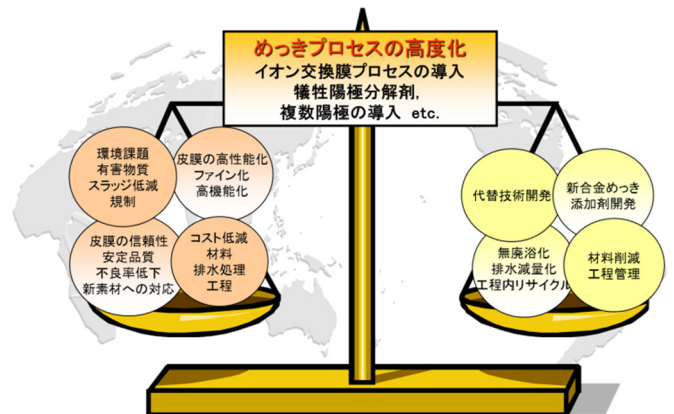 めっきプロセスの高度化
イオン交換膜プロセスの導入
犠牲陽極分解剤,
複数陽極の導入 etc.
環境課題
有害物質
スラッジ低減
規制
皮膜の高性能化
ファイン化
高機能化
皮膜の信頼性
安定品質
不良率低下
新素材への対応
コスト低減
材料
排水処理
工程
代替技術開発
新合金めっき
添加剤開発
無廃浴化
排水減量化
工程内リサイクル
材料削減
工程管理